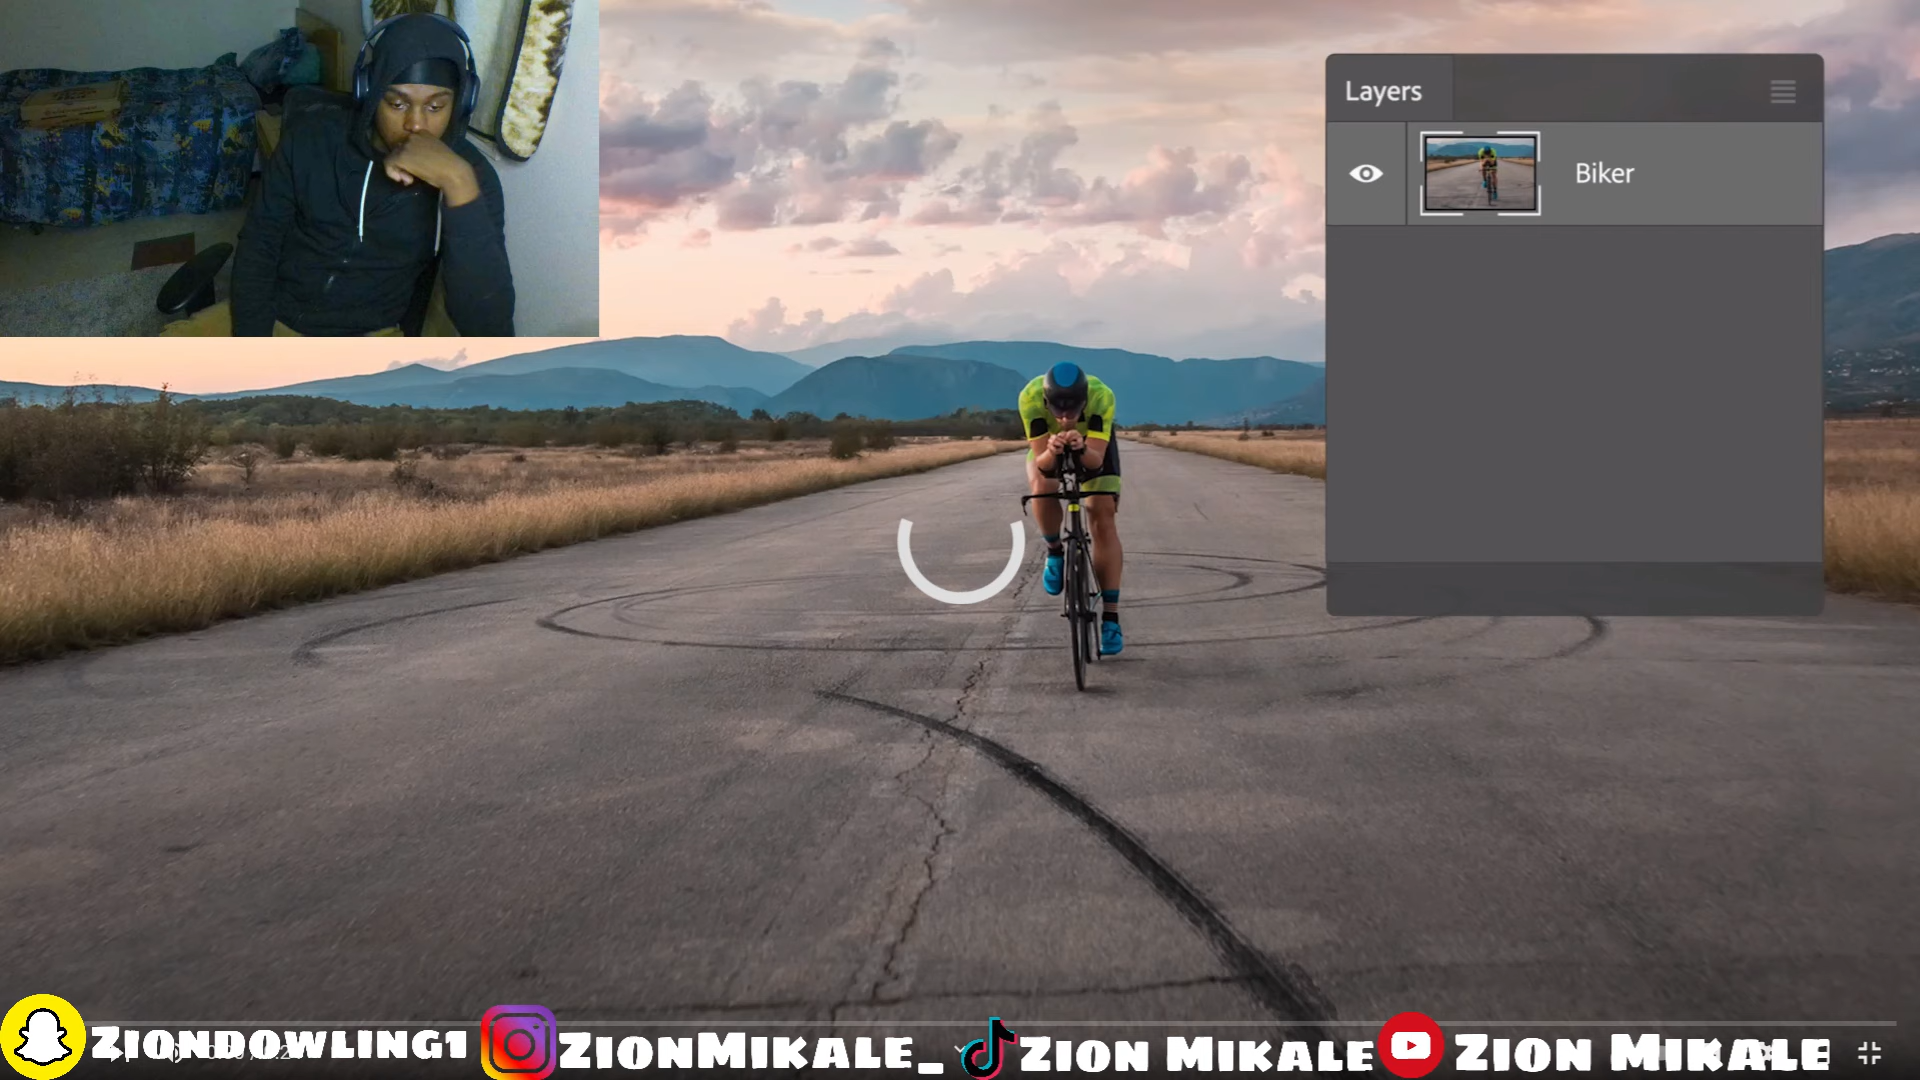 Layers
Biker
ZIONDOWLING1
ZIONMIKALE_
ZION MIKALE
ZION MIKALE